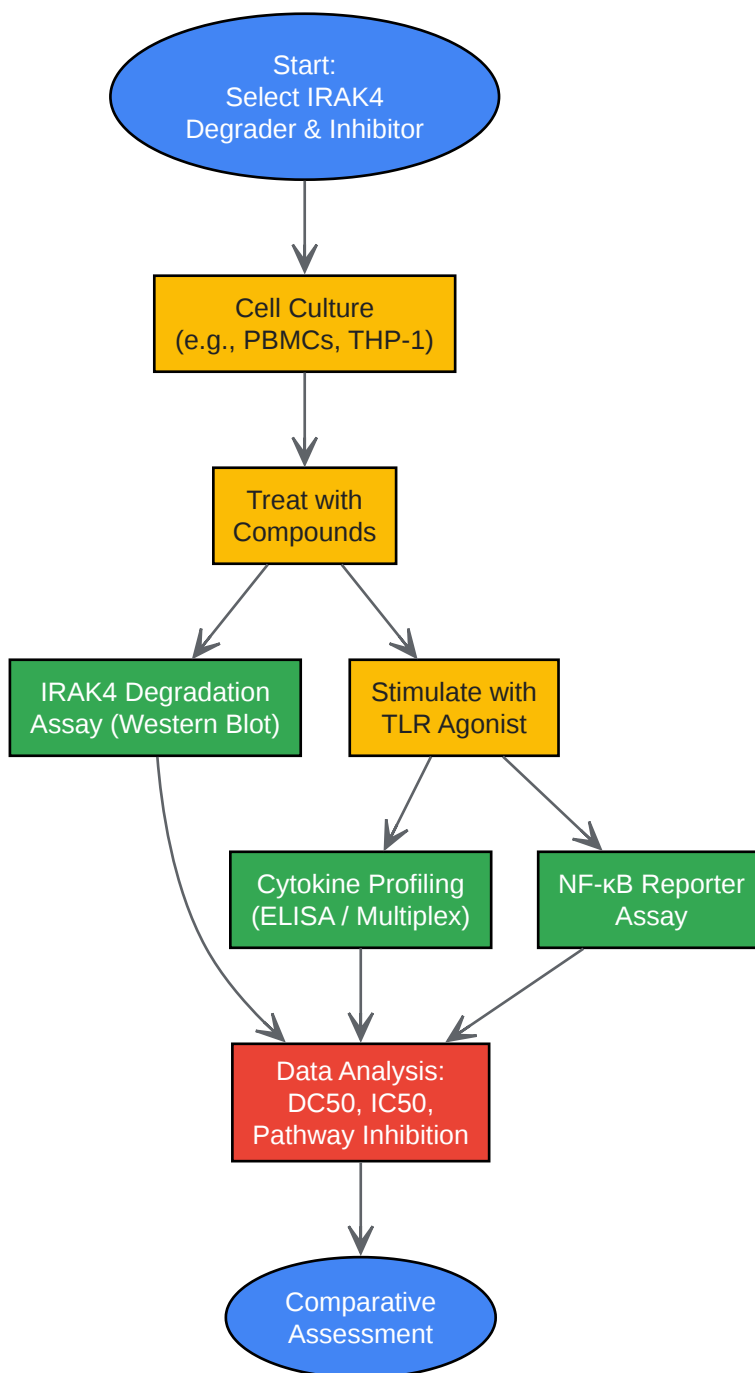 Start:
Select IRAK4
Degrader & Inhibitor
Cell Culture
(e.g., PBMCs, THP-1)
Treat with
Compounds
IRAK4 Degradation
Assay (Western Blot)
Stimulate with
TLR Agonist
Cytokine Profiling
(ELISA / Multiplex)
NF-κB Reporter
Assay
Data Analysis:
DC50, IC50,
Pathway Inhibition
Comparative
Assessment